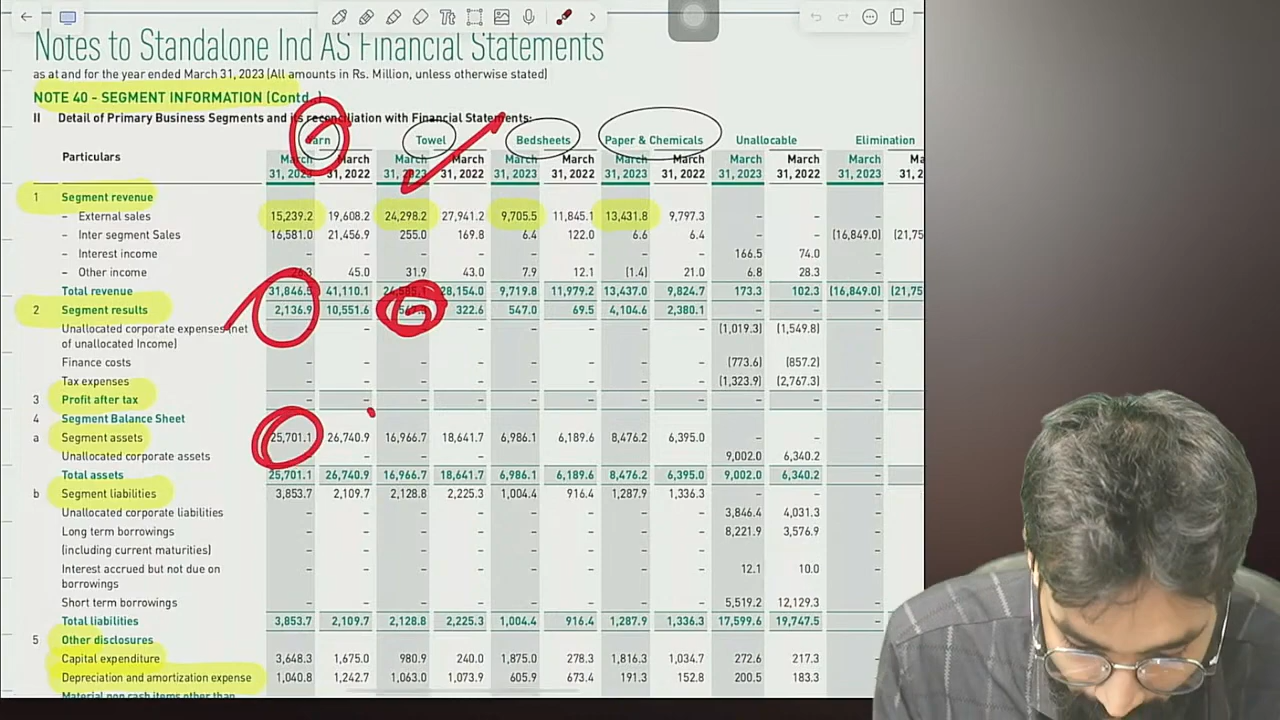 Notes to Standalone Ind AS Financial Statements
as at and for the year ended March 31, 2023 (All amounts in Rs. Million, unless otherwise stated)
NOTE 40 - SEGMENT INFORMATION (Contd..)
II Detail of Primary Business Segments and its reconciliation with Financial Statements:
Particulars Yarn Towel Bedsheets Paper & Chemicals Unallocable Elimination
March March March March March March March March March March March Ma
31, 2023 31, 2022 31, 2023 31, 2022 31, 2023 31, 2022 31, 2023 31, 2022 31, 2023 31, 2022 31, 2023 31, 2
1 Segment revenue
– External sales 15,239.2 19,608.2 24,298.2 27,941.2 9,705.5 11,845.1 13,431.8 9,797.3 – – –
– Inter segment Sales 16,581.0 21,456.9 255.0 169.8 6.4 122.0 6.6 6.4 – – (16,849.0) (21,75
– Interest income – – – – – – – – 166.5 74.0 –
– Other income 45.0 31.9 43.0 7.9 12.1 (1.4) 21.0 6.8 28.3 –
Total revenue 31,846.5 41,110.1 28,154.0 9,719.8 11,979.2 13,437.0 9,824.7 173.3 102.3 (16,849.0) (21,75
2 Segment results 2,136.9 10,551.6 322.6 547.0 69.5 4,104.6 2,380.1 – – –
Unallocated corporate expenses (net – – – – – – – – (1,019.3) (1,549.8) –
of unallocated Income)
Finance costs – – – – – – – – (773.6) (857.2) –
Tax expenses – – – – – – – – (1,323.9) (2,767.3) –
3 Profit after tax – – – – – – – – – – –
4 Segment Balance Sheet
a Segment assets 25,701.1 26,740.9 16,966.7 18,641.7 6,986.1 6,189.6 8,476.2 6,395.0 – – –
Unallocated corporate assets – – – – – – – – 9,002.0 6,340.2 –
Total assets 25,701.1 26,740.9 16,966.7 18,641.7 6,986.1 6,189.6 8,476.2 6,395.0 9,002.0 6,340.2 –
b Segment liabilities 3,853.7 2,109.7 2,128.8 2,225.3 1,004.4 916.4 1,287.9 1,336.3 – – –
Unallocated corporate liabilities – – – – – – – – 3,846.4 4,031.3 –
Long term borrowings – – – – – – – – 8,221.9 3,576.9 –
(including current maturities) – – – – – – – –
Interest accrued but not due on – – – – – – – – 12.1 10.0 –
borrowings
Short term borrowings – – – – – – – – 5,519.2 12,129.3 –
Total liabilities 3,853.7 2,109.7 2,128.8 2,225.3 1,004.4 916.4 1,287.9 1,336.3 17,599.6 19,747.5 –
5 Other disclosures
Capital expenditure 3,648.3 1,675.0 980.9 240.0 1,875.0 278.3 1,816.3 1,034.7 272.6 217.3 –
Depreciation and amortization expense 1,040.8 1,242.7 1,063.0 1,073.9 605.9 673.4 191.3 152.8 200.5 183.3 –
Material non cash items other than